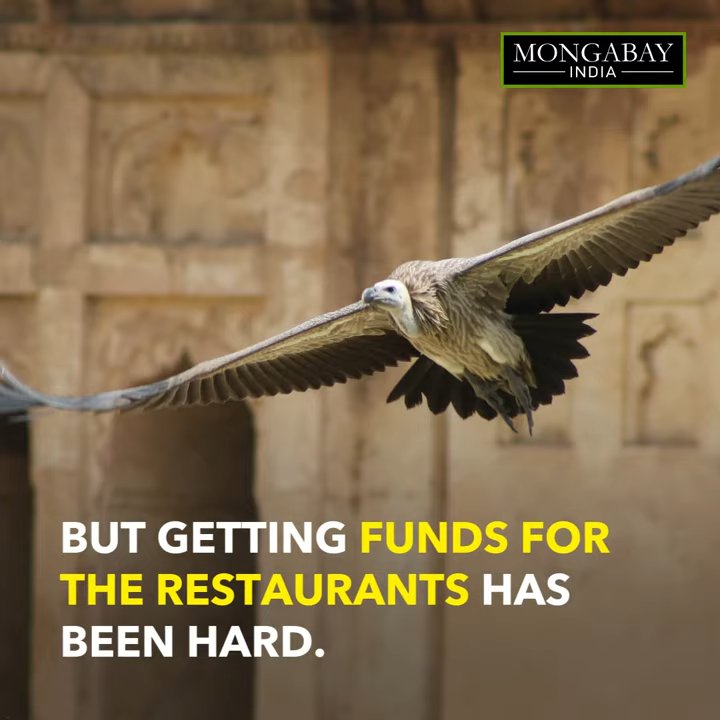 MONGABAY
INDIA
BUT GETTING FUNDS FOR
THE RESTAURANTS HAS
BEEN HARD.